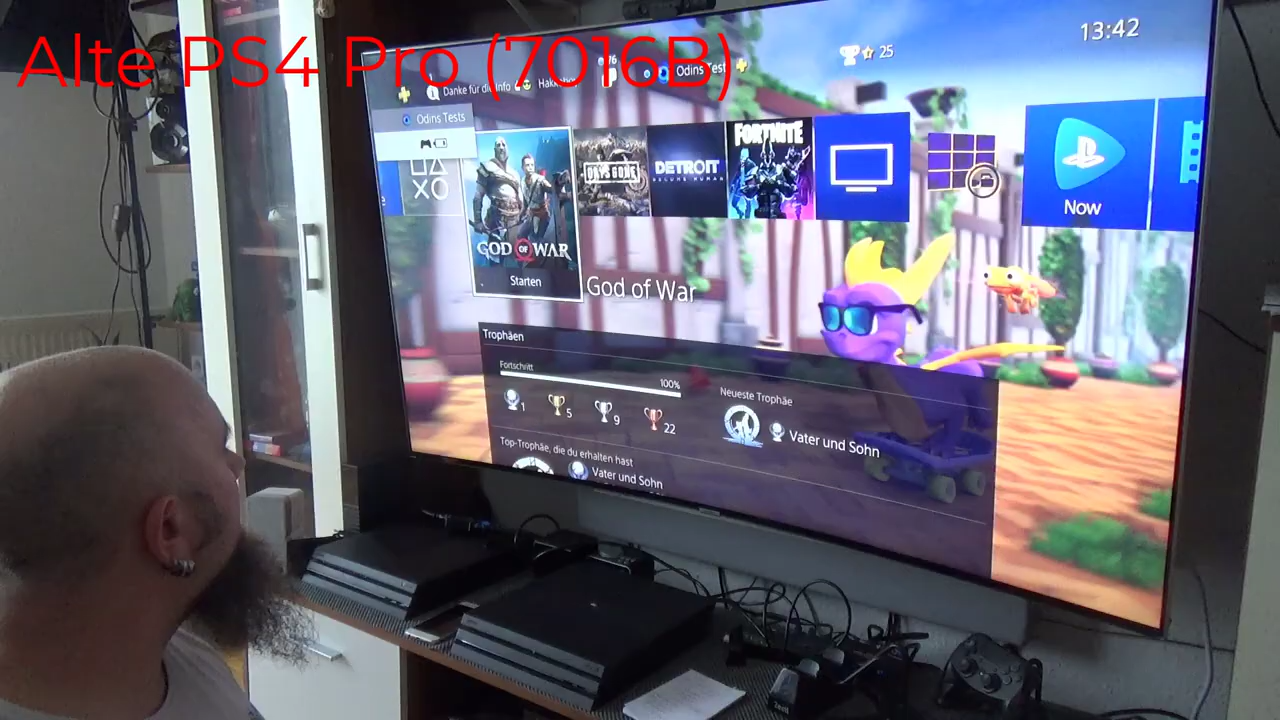 Alte PS4 Pro (7016B)
13:42
25
Danke für die Info
Odins Test
Odins Tests
GOD OF WAR
Starten
DAYS GONE
DETROIT
BECOME HUMAN
FORTNITE
Now
God of War
Trophäen
Fortschritt
100%
1
5
9
22
Neueste Trophäe
Vater und Sohn
Top-Trophäe, die du erhalten hast
Vater und Sohn